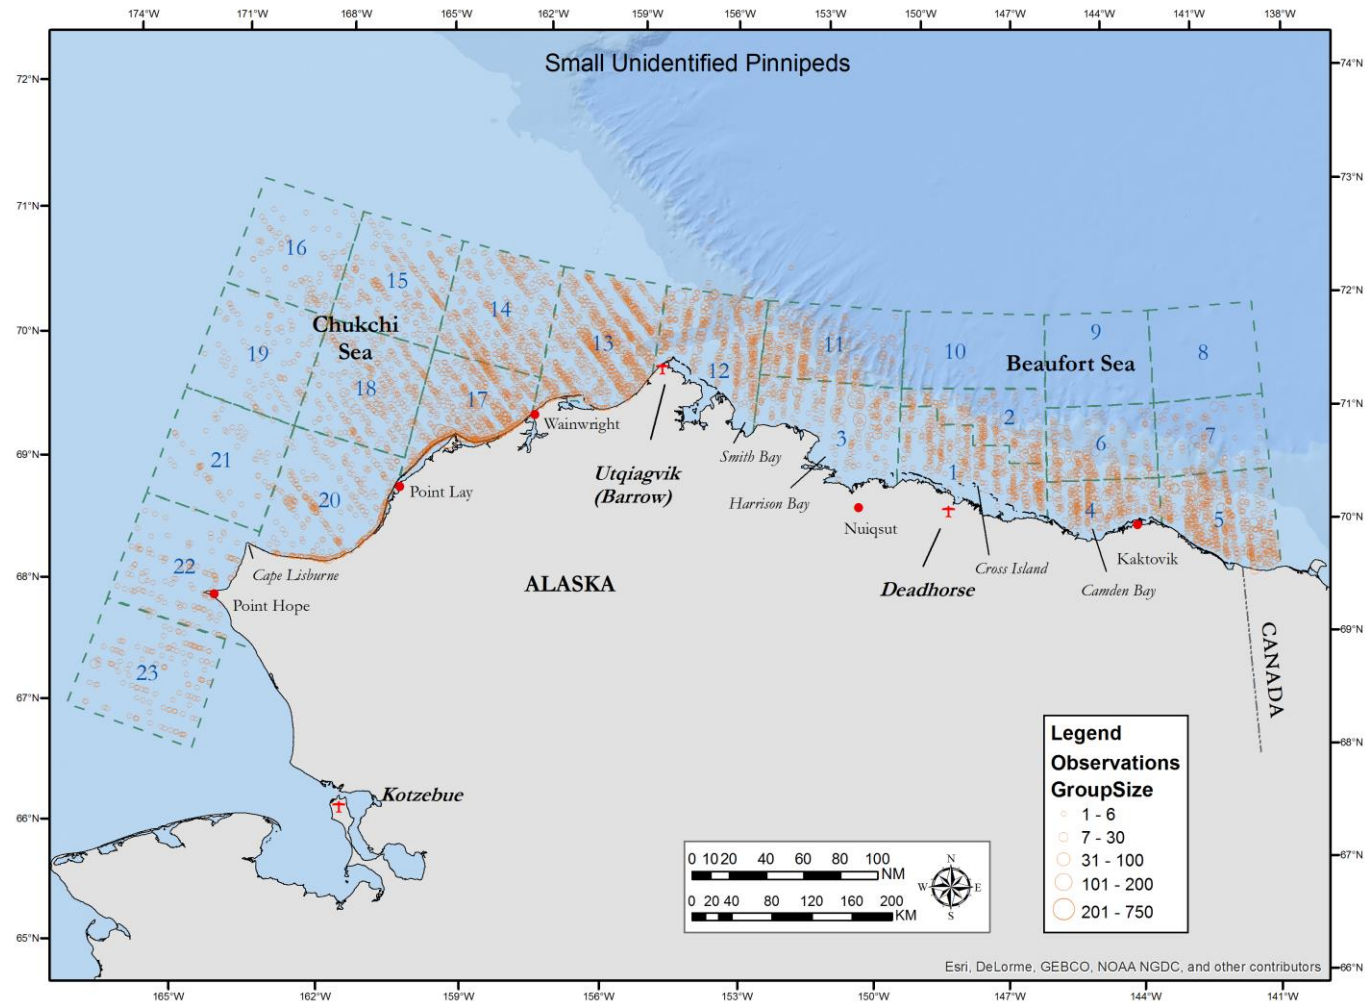 174°W 171°W 168°W 165°W 162°W 159°W 156°W 153°W 150°W 147°W 144°W 141°W 138°W
Small Unidentified Pinnipeds
72°N
74°N
73°N
71°N
16
15
14
72°N
70°N
Chukchi
Sea
19
18
17
13
12
11
10
9
8
Beaufort Sea
71°N
2
6
7
3
1
4
5
Wainwright
69°N
21
20
Point Lay
Utqiagvik
(Barrow)
Smith Bay
Harrison Bay
Nuiqsut
Deadhorse
Cross Island
Camden Bay
Kaktovik
70°N
68°N
22
Cape Lisburne
Point Hope
ALASKA
69°N
23
67°N
CANADA
68°N
Kotzebue
66°N
67°N
65°N
66°N
Legend
Observations
GroupSize
1 - 6
7 - 30
31 - 100
101 - 200
201 - 750
0 10 20 40 60 80 100
NM
0 20 40 80 120 160 200
KM
N
W E
S
Esri, DeLorme, GEBCO, NOAA NGDC, and other contributors
165°W 162°W 159°W 156°W 153°W 150°W 147°W 144°W 141°W